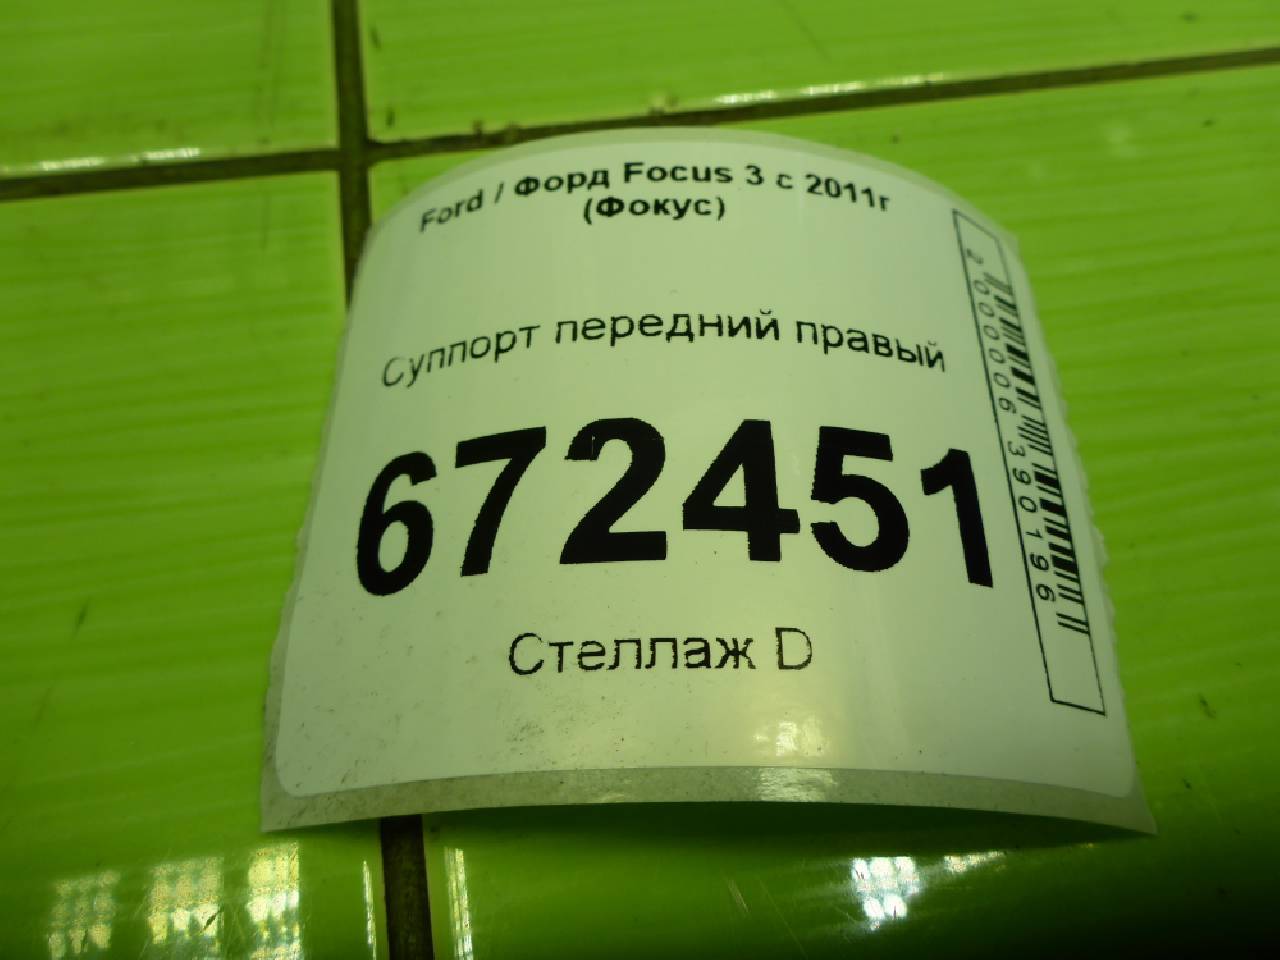 Ford / Форд Focus 3 с 2011г
(Фокус)
Суппорт передний правый
672451
Стеллаж D
2000006390196